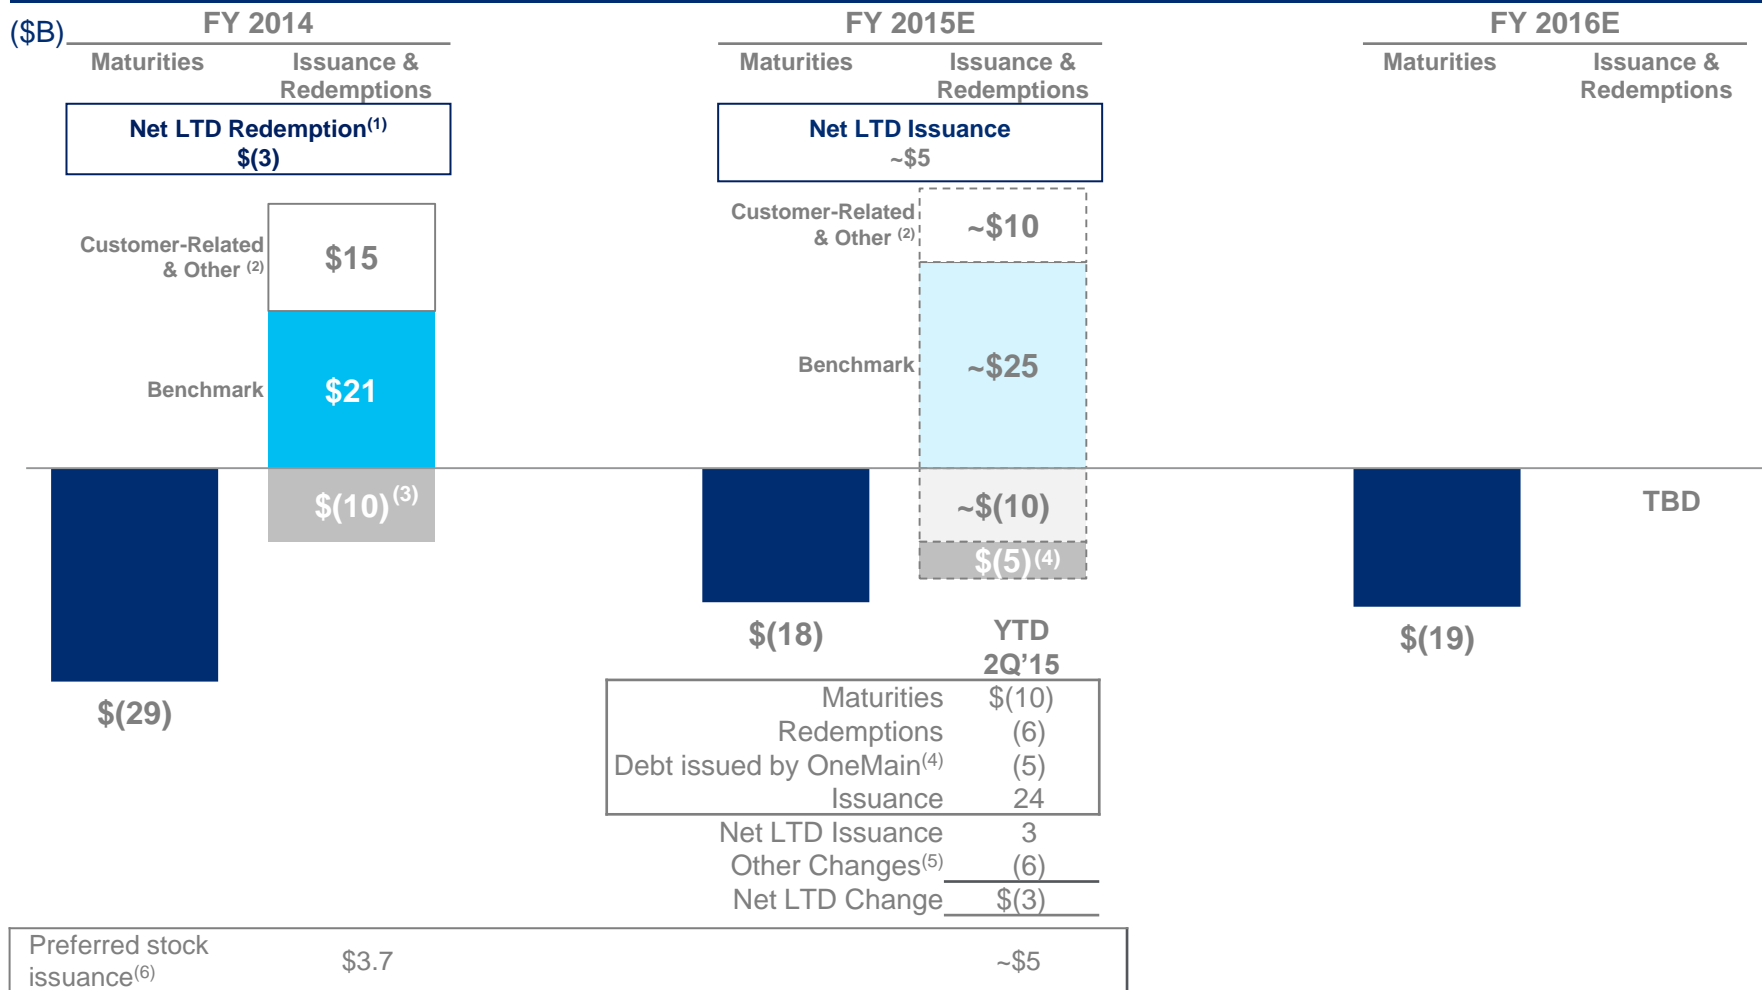 ($B)
FY 2014
Maturities
Issuance &
Redemptions
Net LTD Redemption(1)
$(3)
Customer-Related
& Other (2)
$15
Benchmark
$21
$(10)(3)
$(29)
FY 2015E
Maturities
Issuance &
Redemptions
Net LTD Issuance
~$5
Customer-Related
& Other (2)
~$10
Benchmark
~$25
~$(10)
$(5)(4)
$(18)
YTD
2Q’15
Maturities $(10)
Redemptions (6)
Debt issued by OneMain(4) (5)
Issuance 24
Net LTD Issuance 3
Other Changes(5) (6)
Net LTD Change $(3)
FY 2016E
Maturities
Issuance &
Redemptions
TBD
$(19)
Preferred stock
issuance(6) $3.7 ~$5